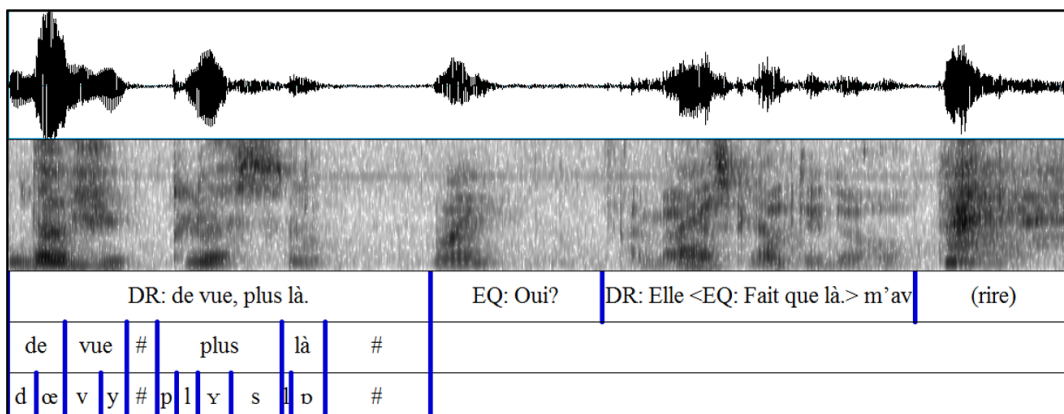 DR: de vue, plus là. EQ: Oui? DR: Elle <EQ: Fait que là.> m’av (rire)
de vue # plus là #
d œ v y # p l ʏ s l ɒ #